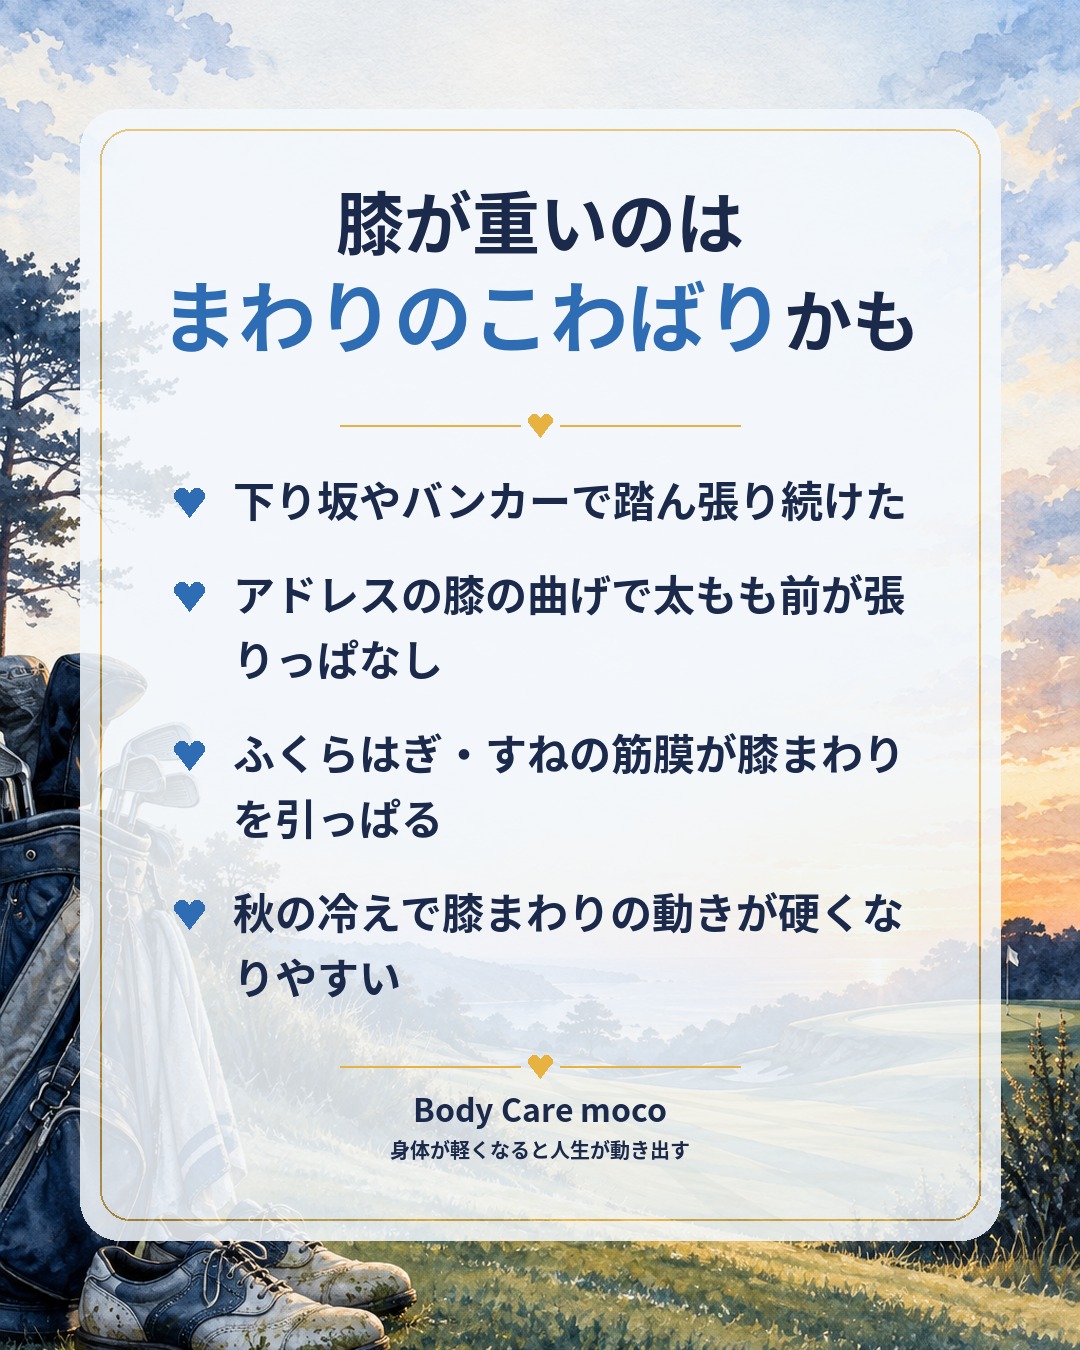 膝が重いのは
まわりのこわばりかも
下り坂やバンカーで踏ん張り続けた
アドレスの膝の曲げで太もも前が張
りっぱなし
ふくらはぎ・すねの筋膜が膝まわり
を引っぱる
秋の冷えで膝まわりの動きが硬くな
りやすい
Body Care moco
身体が軽くなると人生が動き出す